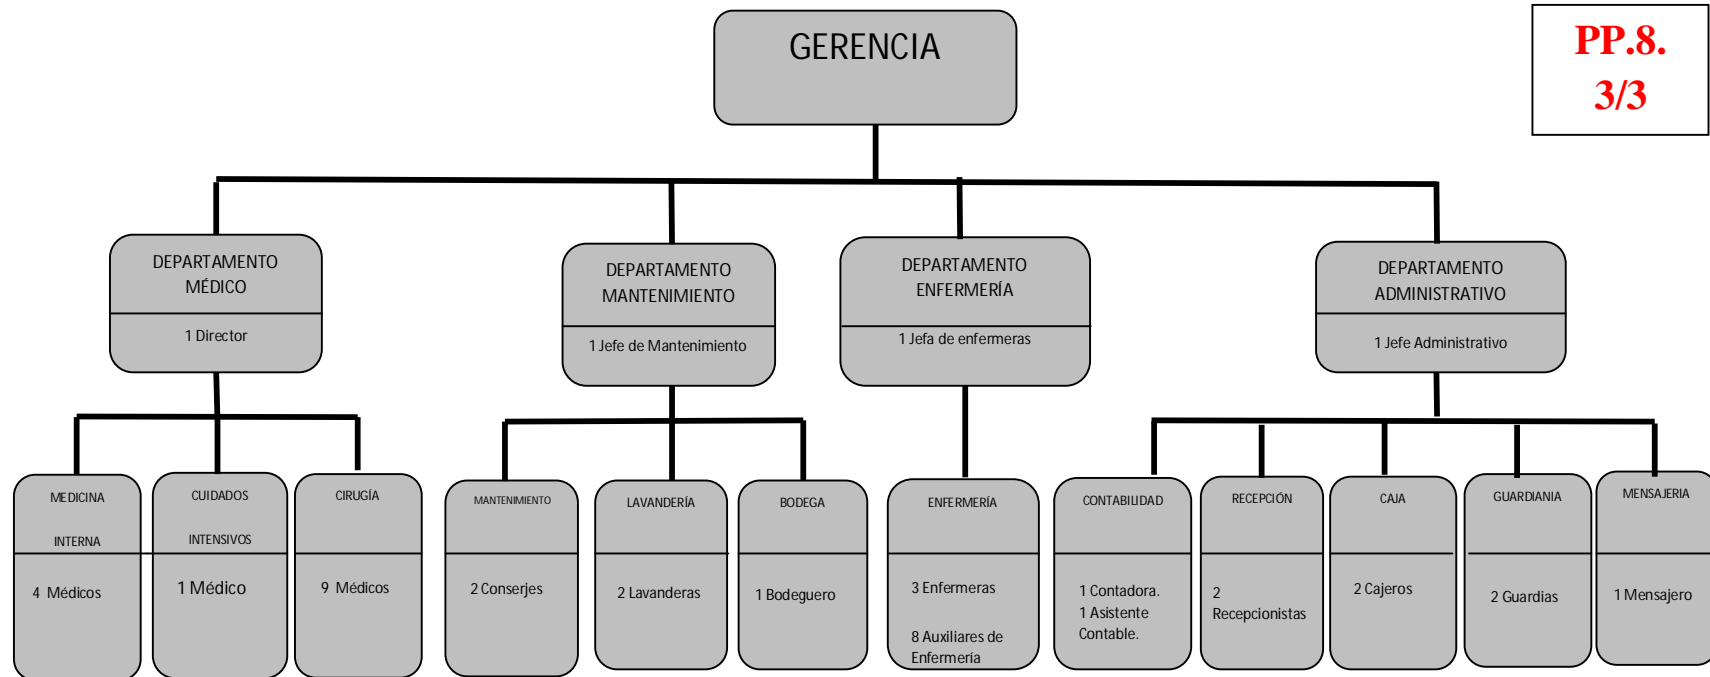 GERENCIA
PP.8.
3/3
DEPARTAMENTO
MÉDICO
1 Director
DEPARTAMENTO
MANTENIMIENTO
1 Jefe de Mantenimiento
DEPARTAMENTO
ENFERMERÍA
1 Jefa de enfermeras
DEPARTAMENTO
ADMINISTRATIVO
1 Jefe Administrativo
MEDICINA
INTERNA
4 Médicos
CUIDADOS
INTENSIVOS
1 Médico
CIRUGÍA
9 Médicos
MANTENIMIENTO
2 Conserjes
LAVANDERÍA
2 Lavanderas
BODEGA
1 Bodeguero
ENFERMERÍA
3 Enfermeras
8 Auxiliares de
Enfermería
CONTABILIDAD
1 Contadora.
1 Asistente
Contable.
RECEPCIÓN
2
Recepcionistas
CAJA
2 Cajeros
GUARDIANIA
2 Guardias
MENSAJERIA
1 Mensajero